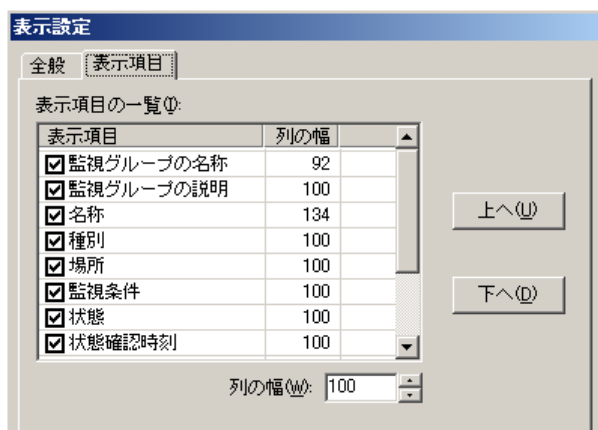 表示設定
全般 表示項目
表示項目の一覧(I):
表示項目 列の幅
監視グループの名称 92
監視グループの説明 100
名称 134
種別 100
場所 100
監視条件 100
状態 100
状態確認時刻 100
上へ(U)
下へ(D)
列の幅(W): 100